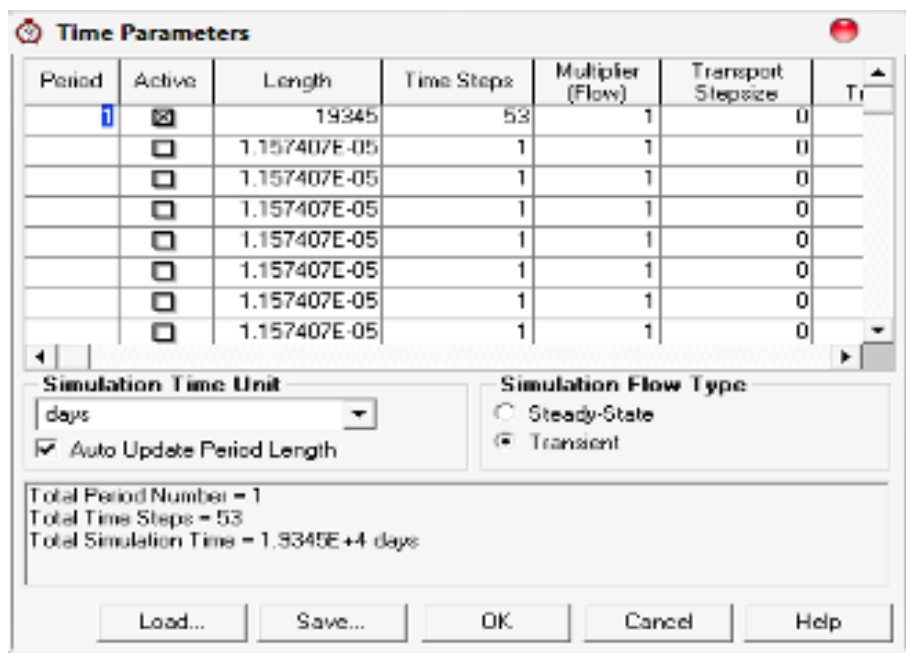 Time Parameters
Period Active Length Time Steps Multiplier (Flow) Transport Stepsize
1 19345 53 1 0
1.157407E-05 1 1 0
1.157407E-05 1 1 0
1.157407E-05 1 1 0
1.157407E-05 1 1 0
1.157407E-05 1 1 0
1.157407E-05 1 1 0
1.157407E-05 1 1 0
Simulation Time Unit
days
Auto Update Period Length
Simulation Flow Type
Steady-State
Transient
Total Period Number = 1
Total Time Steps = 53
Total Simulation Time = 1.9345E+4 days
Load... Save... OK Cancel Help